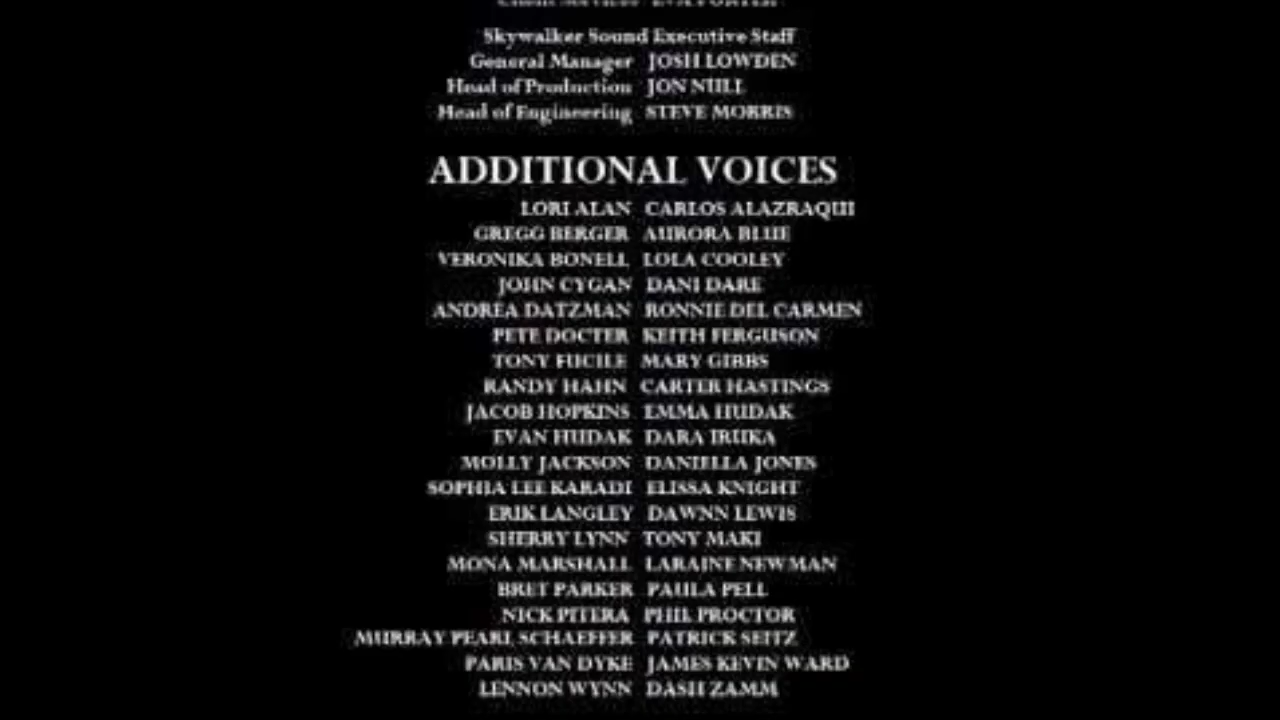 Client Services
Skywalker Sound Executive Staff
General Manager JOSH LOWDEN
Head of Production JON NULL
Head of Engineering STEVE MORRIS
ADDITIONAL VOICES
LORI ALAN CARLOS ALAZRAQUI
GREGG BERGER AURORA BLUE
VERONIKA BONELL LOLA COOLEY
JOHN CYGAN DANI DARE
ANDREA DATZMAN RONNIE DEL CARMEN
PETE DOCTER KEITH FERGUSON
TONY FUCILE MARY GIBBS
RANDY HAHN CARTER HASTINGS
JACOB HOPKINS EMMA HUDAK
EVAN HUDAK DARA IRUKA
MOLLY JACKSON DANIELLA JONES
SOPHIA LEE KARADI ELISSA KNIGHT
ERIK LANGLEY DAWNN LEWIS
SHERRY LYNN TONY MAKI
MONA MARSHALL LARAINE NEWMAN
BRET PARKER PAULA PELL
NICK PITERA PHIL PROCTOR
MURRAY PEARL SCHAEFFER PATRICK SEITZ
PARIS VAN DYKE JAMES KEVIN WARD
LENNON WYNN DASH ZAMM